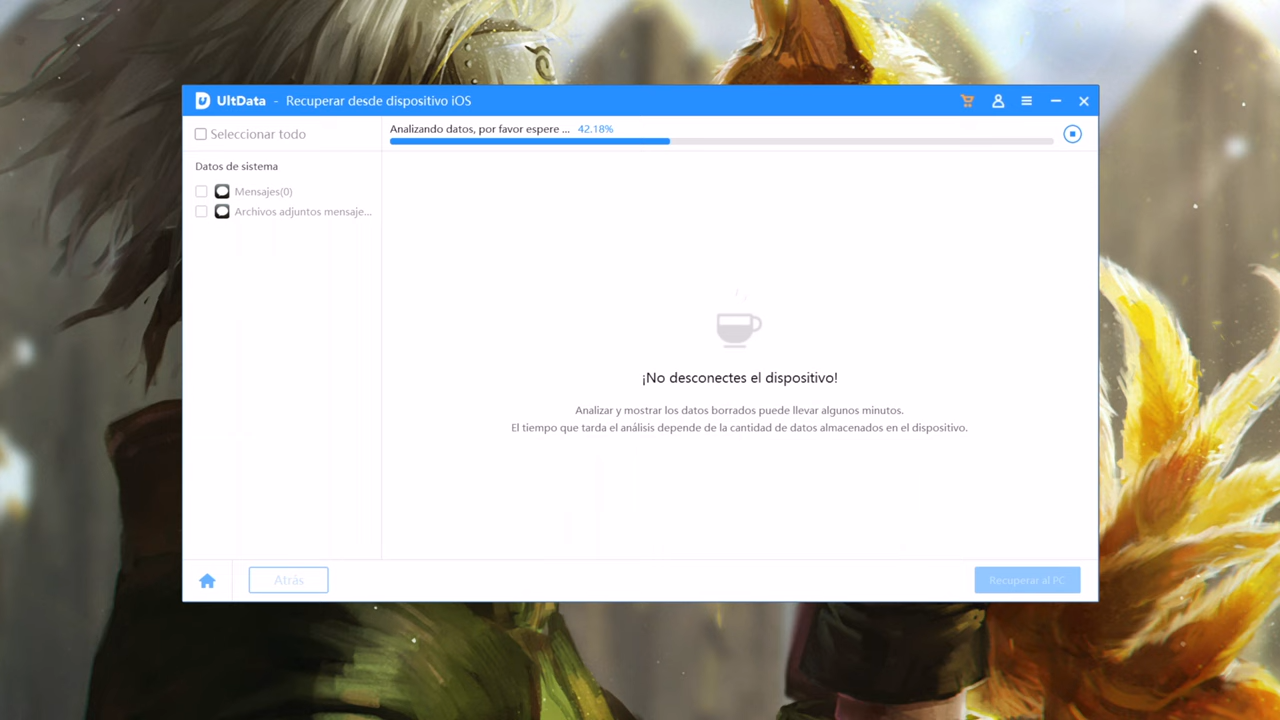 UltData - Recuperar desde dispositivo iOS
Seleccionar todo
Analizando datos, por favor espere ... 42.18%
Datos de sistema
Mensajes(0)
Archivos adjuntos mensaje...
¡No desconectes el dispositivo!
Analizar y mostrar los datos borrados puede llevar algunos minutos.
El tiempo que tarda el análisis depende de la cantidad de datos almacenados en el dispositivo.
Atrás
Recuperar al PC